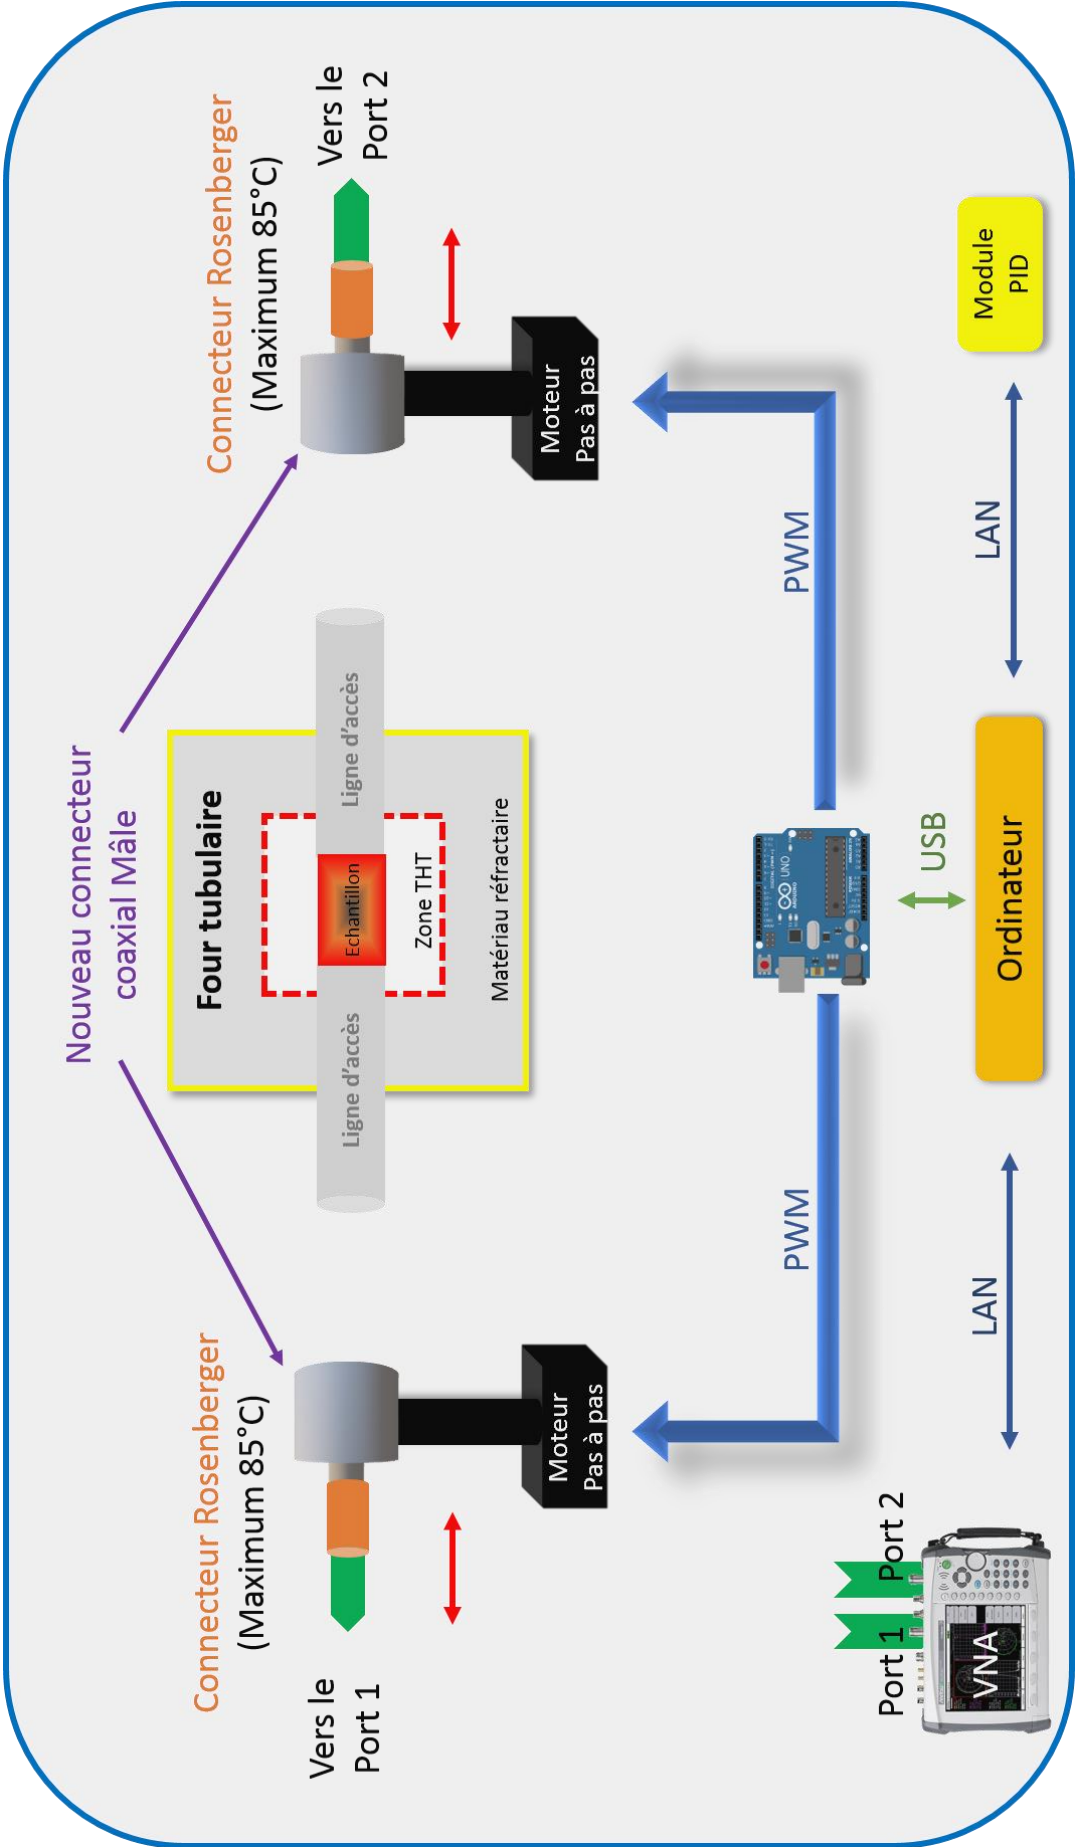 Nouveau connecteur
coaxial Mâle
Connecteur Rosenberger
(Maximum 85°C)
Connecteur Rosenberger
(Maximum 85°C)
Vers le
Port 1
Vers le
Port 2
Four tubulaire
Ligne d'accès
Echantillon
Ligne d'accès
Zone THT
Matériau réfractaire
Moteur
Pas à pas
Moteur
Pas à pas
PWM
PWM
UNO
ARDUINO
USB
Port 1
Port 2
VNA
LAN
Ordinateur
LAN
Module
PID